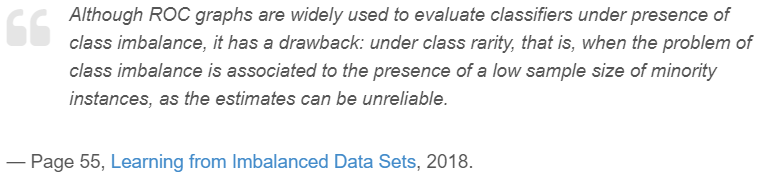 Although ROC graphs are widely used to evaluate classifiers under presence of
class imbalance, it has a drawback: under class rarity, that is, when the problem of
class imbalance is associated to the presence of a low sample size of minority
instances, as the estimates can be unreliable.
— Page 55, Learning from Imbalanced Data Sets, 2018.